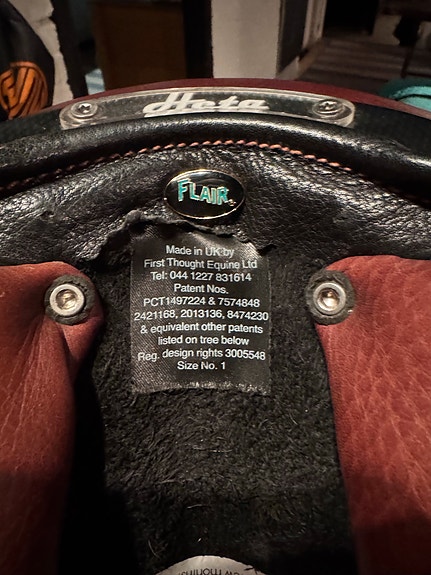 Heta
FLAIR
Made in UK by
First Thought Equine Ltd
Tel: 044 1227 831614
Patent Nos.
PCT1497224 & 7574848
2421168, 2013136, 8474230
& equivalent other patents
listed on tree below
Reg. design rights 3005548
Size No. 1
months